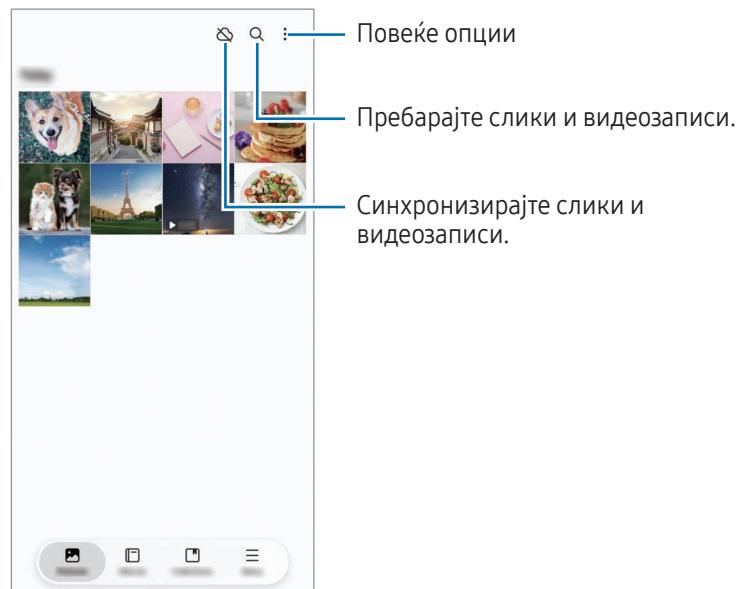 Повеќе опции
Пребарајте слики и видеозаписи.
Синхронизирајте слики и
видеозаписи.